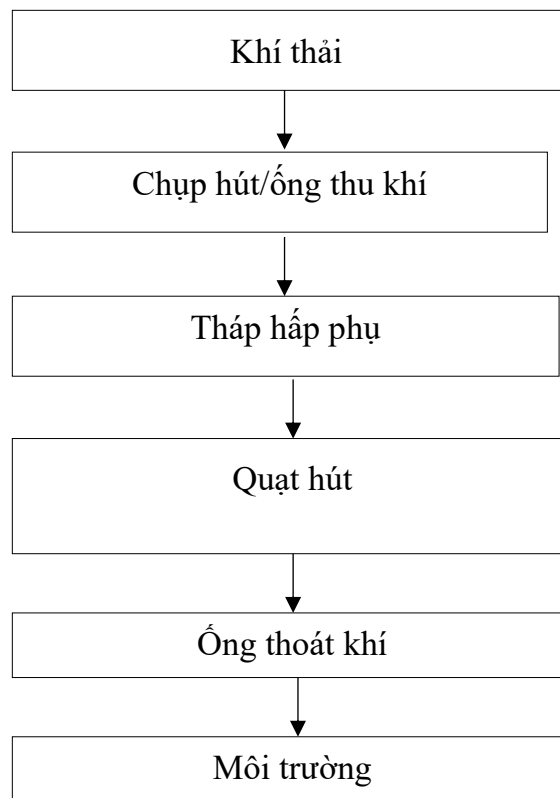 Khí thải
Chụp hút/ống thu khí
Tháp hấp phụ
Quạt hút
Ống thoát khí
Môi trường